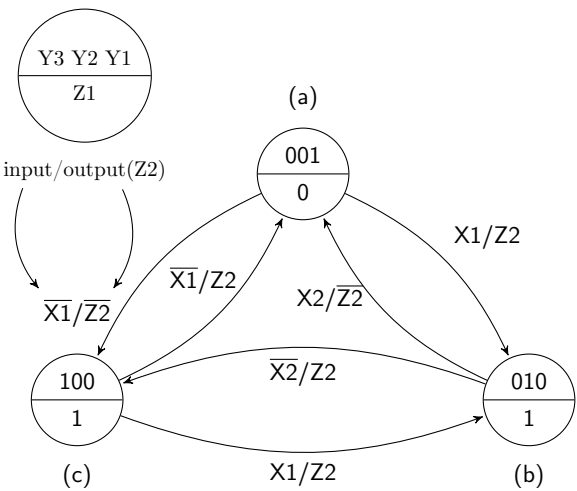 Y3 Y2 Y1
Z1
(a)
input/output(Z2)
001
0
X1/Z2
X̅1̅/Z2
X2/Z̅2̅
X̅1̅/Z̅2̅
X̅2̅/Z2
100
1
010
1
X1/Z2
(c)
(b)